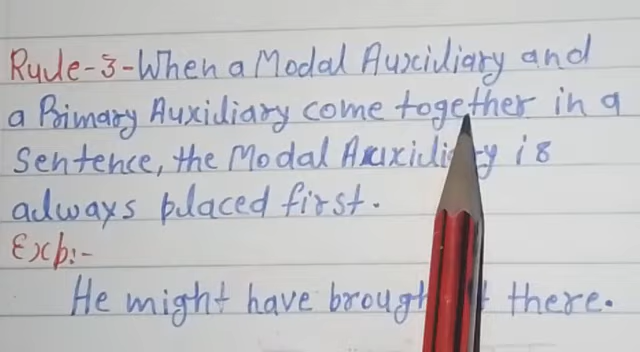 Rule-3-When a Modal Auxiliary and
a Primary Auxiliary come together in a
Sentence, the Modal Auxiliary is
always placed first.
Exp:-
He might have brought there.